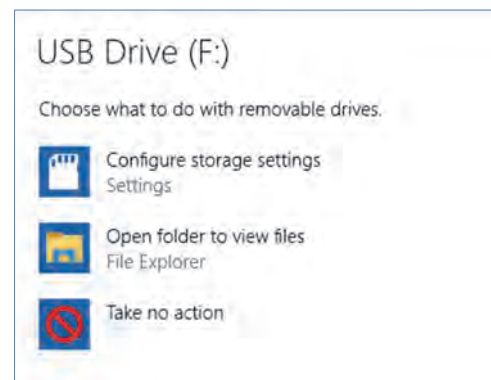 USB Drive (F:)
Choose what to do with removable drives.
Configure storage settings
Settings
Open folder to view files
File Explorer
Take no action